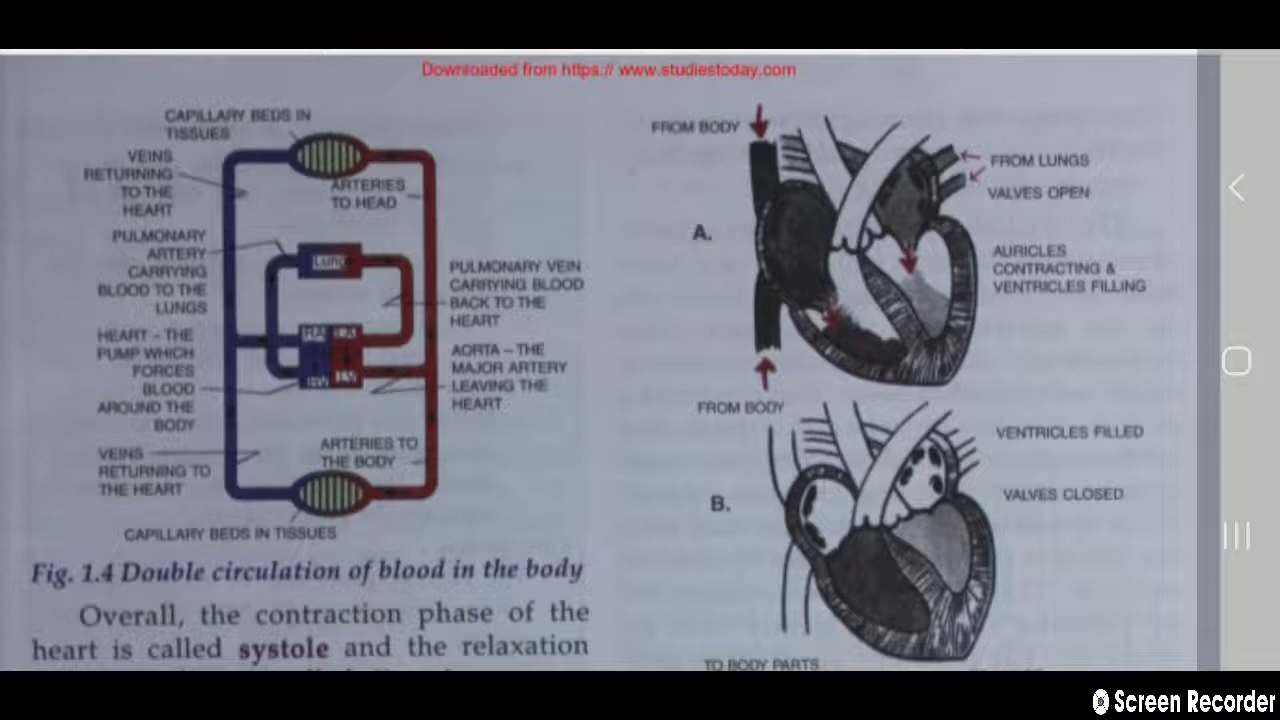 Downloaded from https:// www.studiestoday.com
CAPILLARY BEDS IN
TISSUES
VEINS
RETURNING
TO THE
HEART
ARTERIES
TO HEAD
PULMONARY
ARTERY
CARRYING
BLOOD TO THE
LUNGS
Lung
PULMONARY VEIN
CARRYING BLOOD
BACK TO THE
HEART
HEART – THE
PUMP WHICH
FORCES
BLOOD
AROUND THE
BODY
RA LA
RV LV
AORTA – THE
MAJOR ARTERY
LEAVING THE
HEART
VEINS
RETURNING TO
THE HEART
ARTERIES TO
THE BODY
CAPILLARY BEDS IN TISSUES
Fig. 1.4 Double circulation of blood in the body
Overall, the contraction phase of the
heart is called systole and the relaxation
FROM BODY
FROM LUNGS
VALVES OPEN
A.
AURICLES
CONTRACTING &
VENTRICLES FILLING
FROM BODY
VENTRICLES FILLED
VALVES CLOSED
B.
TO BODY PARTS
Screen Recorder